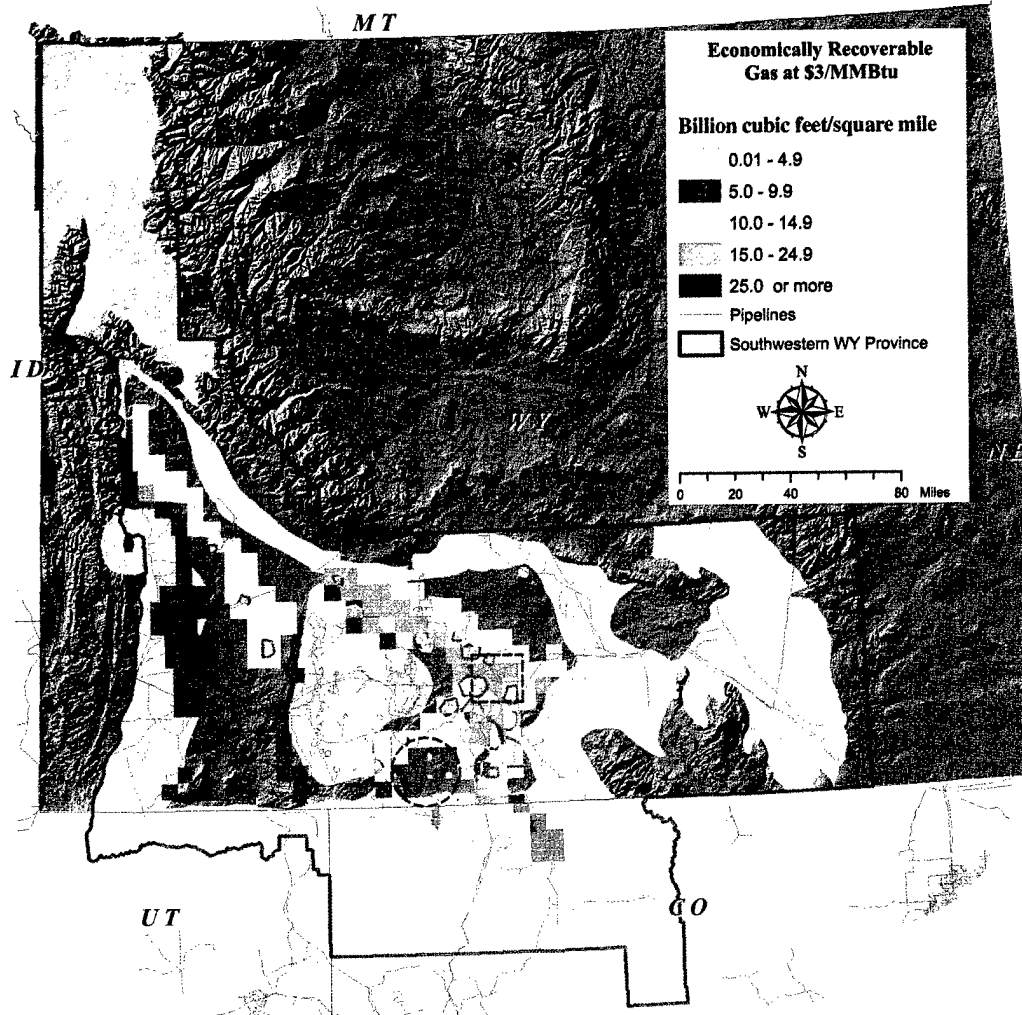 MT
Economically Recoverable
Gas at $3/MMBtu
Billion cubic feet/square mile
0.01 - 4.9
5.0 - 9.9
10.0 - 14.9
15.0 - 24.9
25.0 or more
Pipelines
Southwestern WY Province
N
W E
S
0 20 40 80 Miles
ID
WY
NE
UT
CO